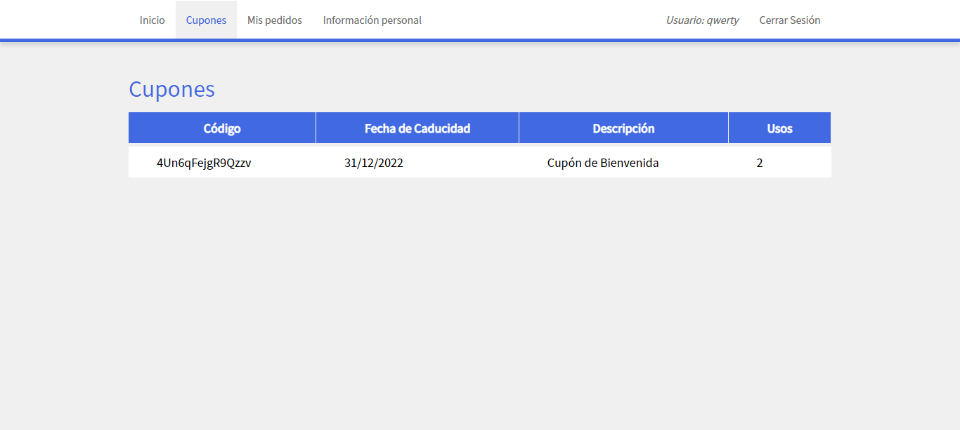 Inicio Cupones Mis pedidos Información personal Usuario: qwerty Cerrar Sesión
Cupones
Código Fecha de Caducidad Descripción Usos
4Un6qFejgR9Qzzv 31/12/2022 Cupón de Bienvenida 2